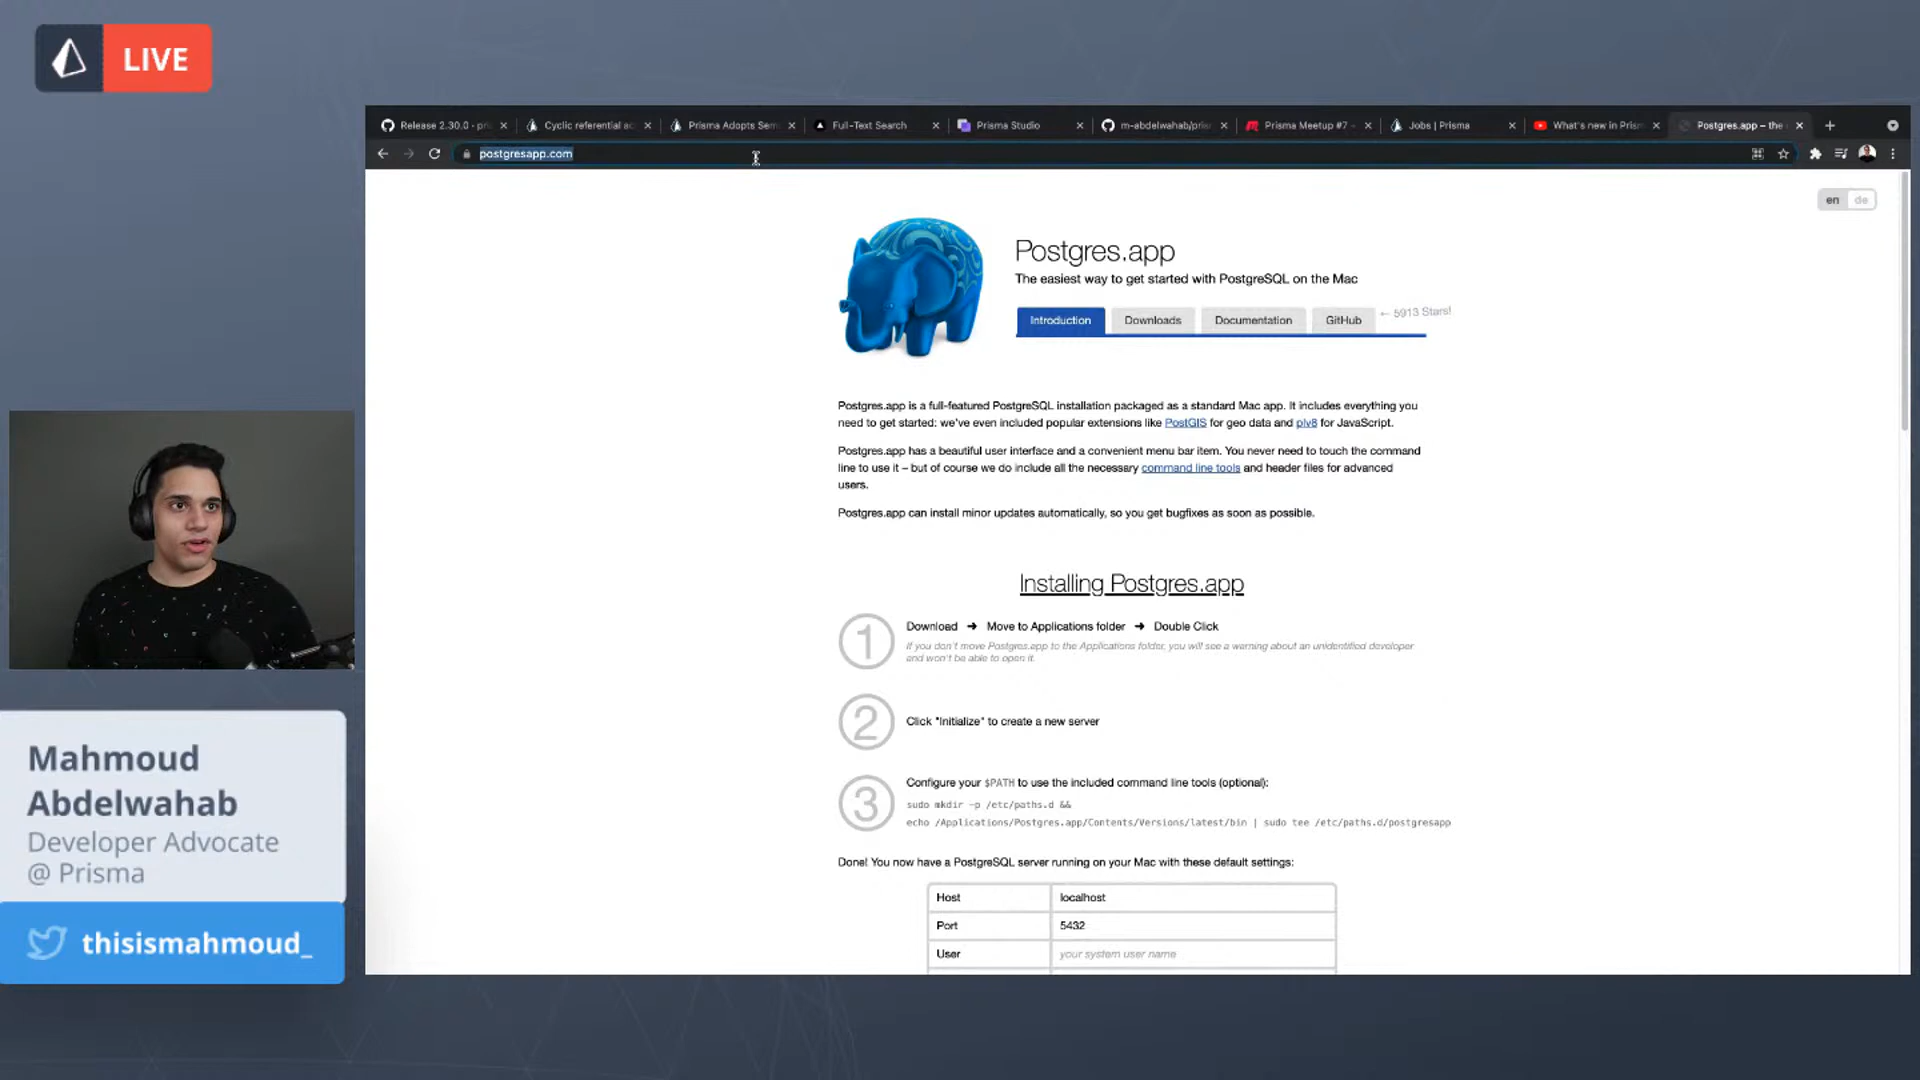 LIVE
Release 2.30.0 · pri
Cyclic referential ac
Prisma Adopts Sem
Full-Text Search
Prisma Studio
m-abdelwahab/pris
Prisma Meetup #7 -
Jobs | Prisma
What's new in Prism
Postgres.app – the
postgresapp.com
en
de
Postgres.app
The easiest way to get started with PostgreSQL on the Mac
Introduction
Downloads
Documentation
GitHub
← 5913 Stars!
Postgres.app is a full-featured PostgreSQL installation packaged as a standard Mac app. It includes everything you
need to get started: we've even included popular extensions like PostGIS for geo data and plv8 for JavaScript.
Postgres.app has a beautiful user interface and a convenient menu bar item. You never need to touch the command
line to use it – but of course we do include all the necessary command line tools and header files for advanced
users.
Postgres.app can install minor updates automatically, so you get bugfixes as soon as possible.
Installing Postgres.app
1
Download → Move to Applications folder → Double Click
If you don't move Postgres.app to the Applications folder, you will see a warning about an unidentified developer
and won't be able to open it.
2
Click "Initialize" to create a new server
3
Configure your $PATH to use the included command line tools (optional):
sudo mkdir -p /etc/paths.d &&
echo /Applications/Postgres.app/Contents/Versions/latest/bin | sudo tee /etc/paths.d/postgresapp
Done! You now have a PostgreSQL server running on your Mac with these default settings:
Host localhost
Port 5432
User your system user name
Mahmoud
Abdelwahab
Developer Advocate
@ Prisma
thisismahmoud_